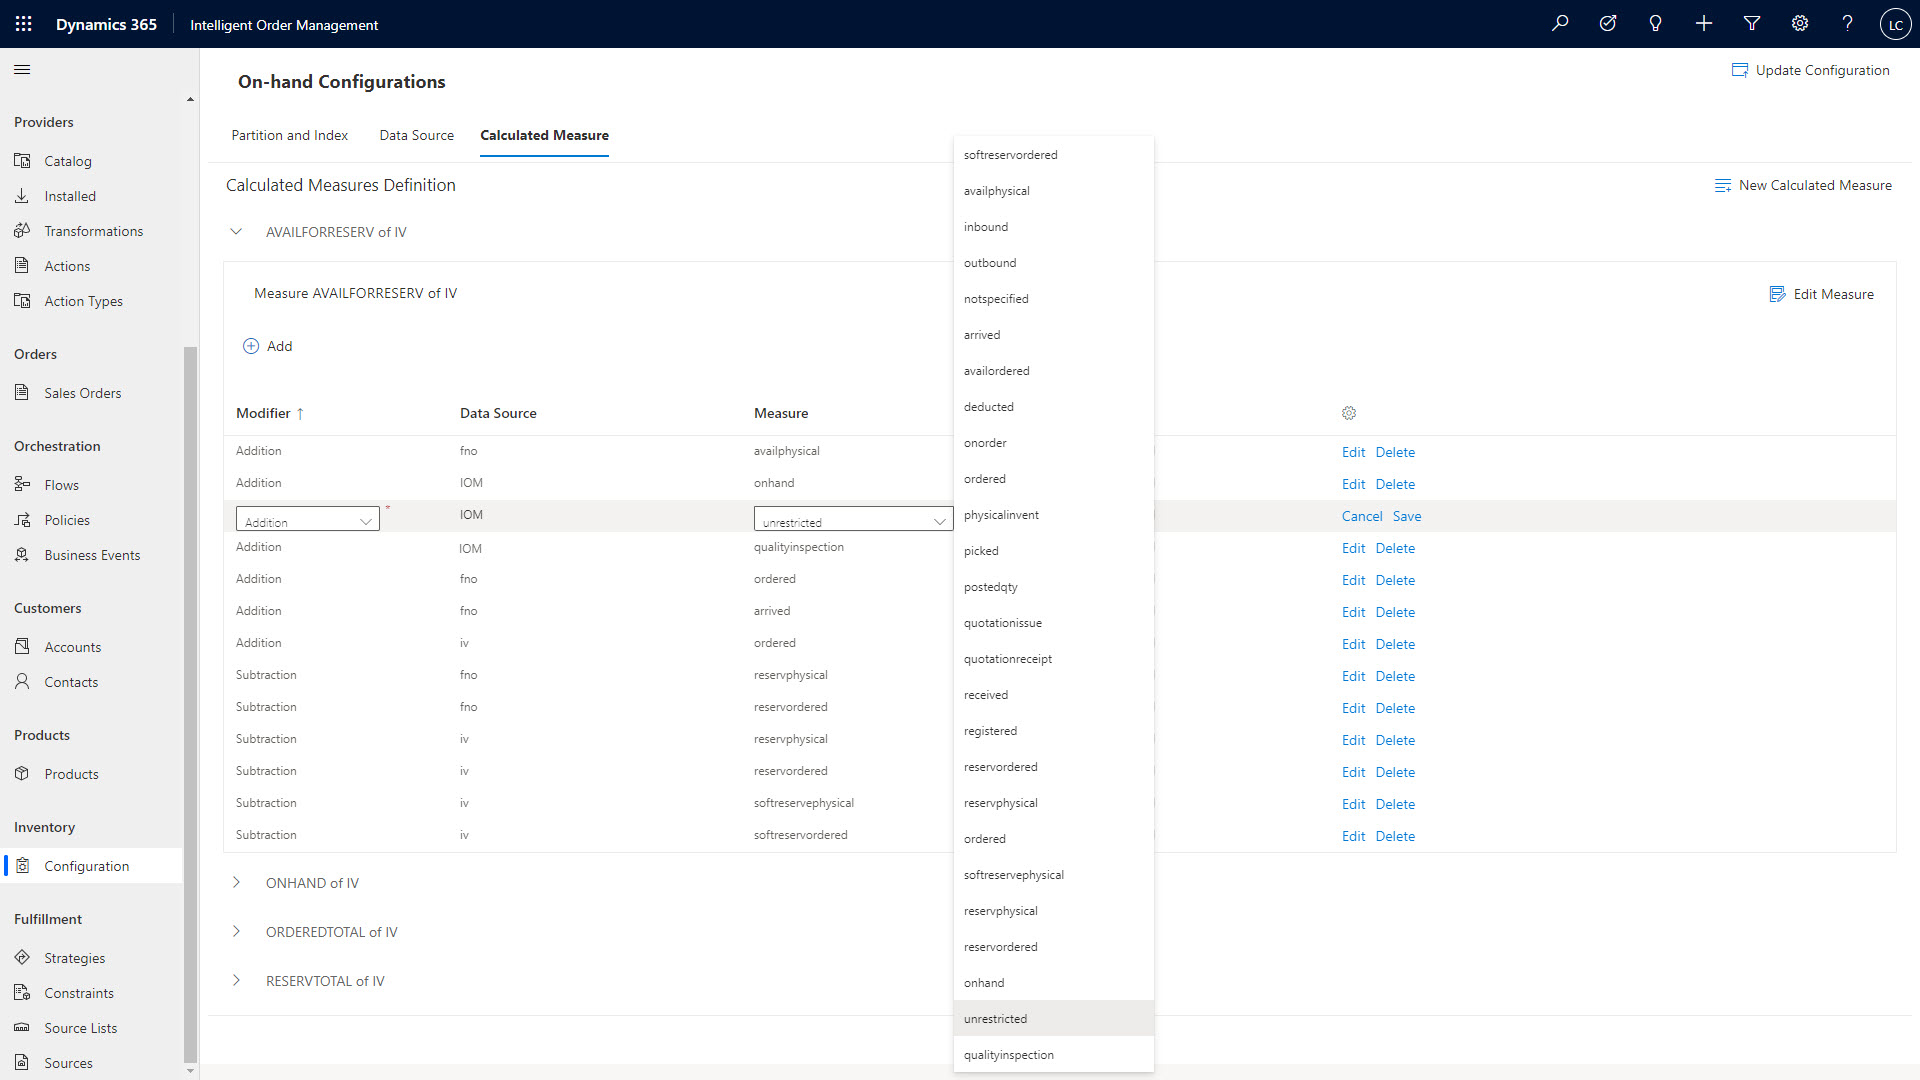 Dynamics 365
Intelligent Order Management
LC
Providers
Catalog
Installed
Transformations
Actions
Action Types
Orders
Sales Orders
Orchestration
Flows
Policies
Business Events
Customers
Accounts
Contacts
Products
Products
Inventory
Configuration
Fulfillment
Strategies
Constraints
Source Lists
Sources
On-hand Configurations
Update Configuration
Partition and Index Data Source Calculated Measure
Calculated Measures Definition
New Calculated Measure
AVAILFORRESERV of IV
Measure AVAILFORRESERV of IV
Edit Measure
Add
Modifier ↑ Data Source Measure
Addition fno availphysical Edit Delete
Addition IOM onhand Edit Delete
Addition * IOM unrestricted Cancel Save
Addition IOM qualityinspection Edit Delete
Addition fno ordered Edit Delete
Addition fno arrived Edit Delete
Addition iv ordered Edit Delete
Subtraction fno reservphysical Edit Delete
Subtraction fno reservordered Edit Delete
Subtraction iv reservphysical Edit Delete
Subtraction iv reservordered Edit Delete
Subtraction iv softreservephysical Edit Delete
Subtraction iv softreservordered Edit Delete
ONHAND of IV
ORDEREDTOTAL of IV
RESERVTOTAL of IV
softreservordered
availphysical
inbound
outbound
notspecified
arrived
availordered
deducted
onorder
ordered
physicalinvent
picked
postedqty
quotationissue
quotationreceipt
received
registered
reservordered
reservphysical
ordered
softreservephysical
reservphysical
reservordered
onhand
unrestricted
qualityinspection